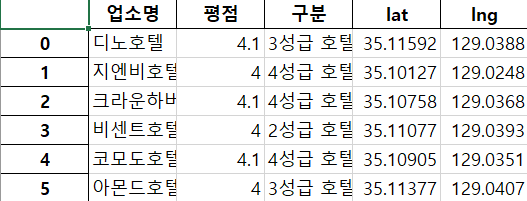 업소명 평점 구분 lat lng
0 디노호텔 4.1 3성급 호텔 35.11592 129.0388
1 지엔비호텔 4 4성급 호텔 35.10127 129.0248
2 크라운하버 4.1 4성급 호텔 35.10758 129.0368
3 비센트호텔 4 2성급 호텔 35.11077 129.0393
4 코모도호텔 4.1 4성급 호텔 35.10905 129.0351
5 아몬드호텔 4 3성급 호텔 35.11377 129.0407